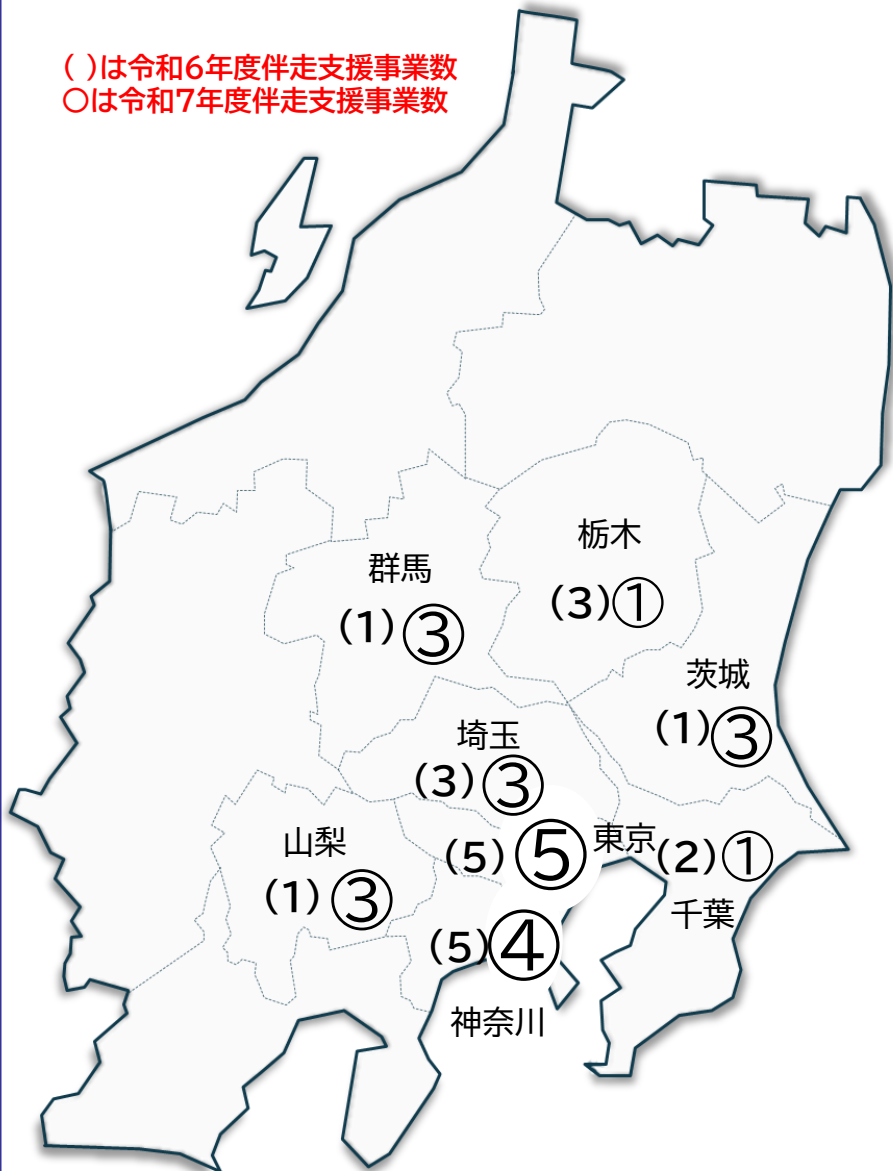 ( )は令和6年度伴走支援事業数
○は令和7年度伴走支援事業数
栃木
(3)①
群馬
(1)③
茨城
(1)③
埼玉
(3)③
東京
(5)⑤
山梨
(1)③
(2)①
千葉
(5)④
神奈川